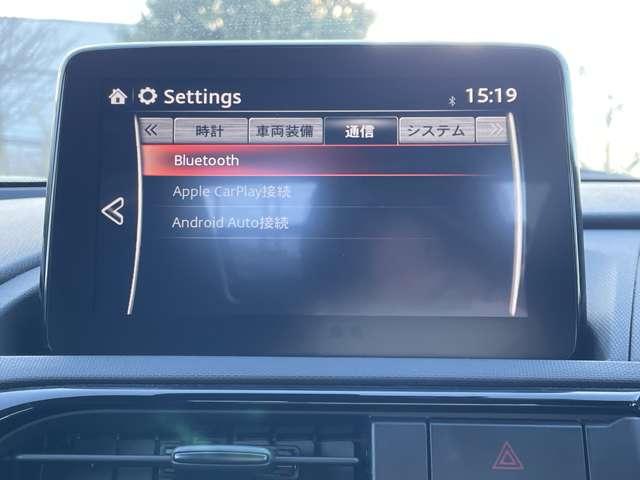 Settings 15:19
時計 車両装備 通信 システム
Bluetooth
Apple CarPlay接続
Android Auto接続